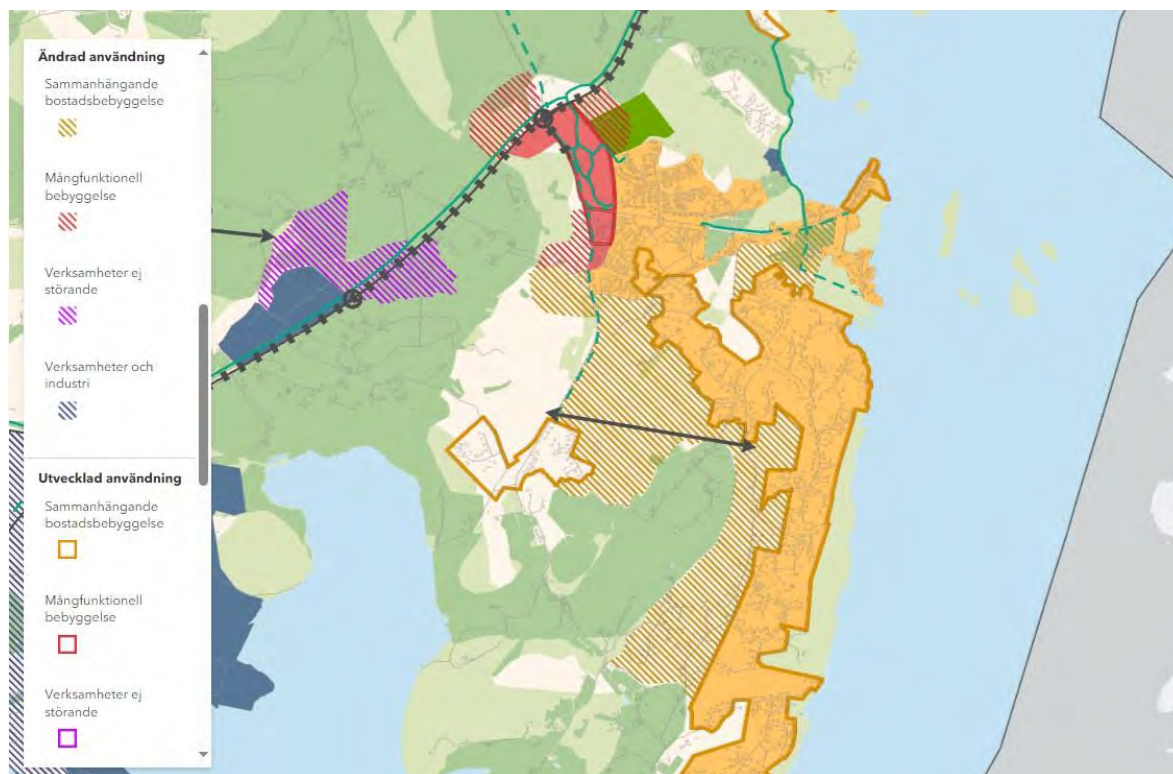 Ändrad användning
Sammanhängande
bostadsbebyggelse
Mångfunktionell
bebyggelse
Verksamheter ej
störande
Verksamheter och
industri
Utvecklad användning
Sammanhängande
bostadsbebyggelse
Mångfunktionell
bebyggelse
Verksamheter ej
störande